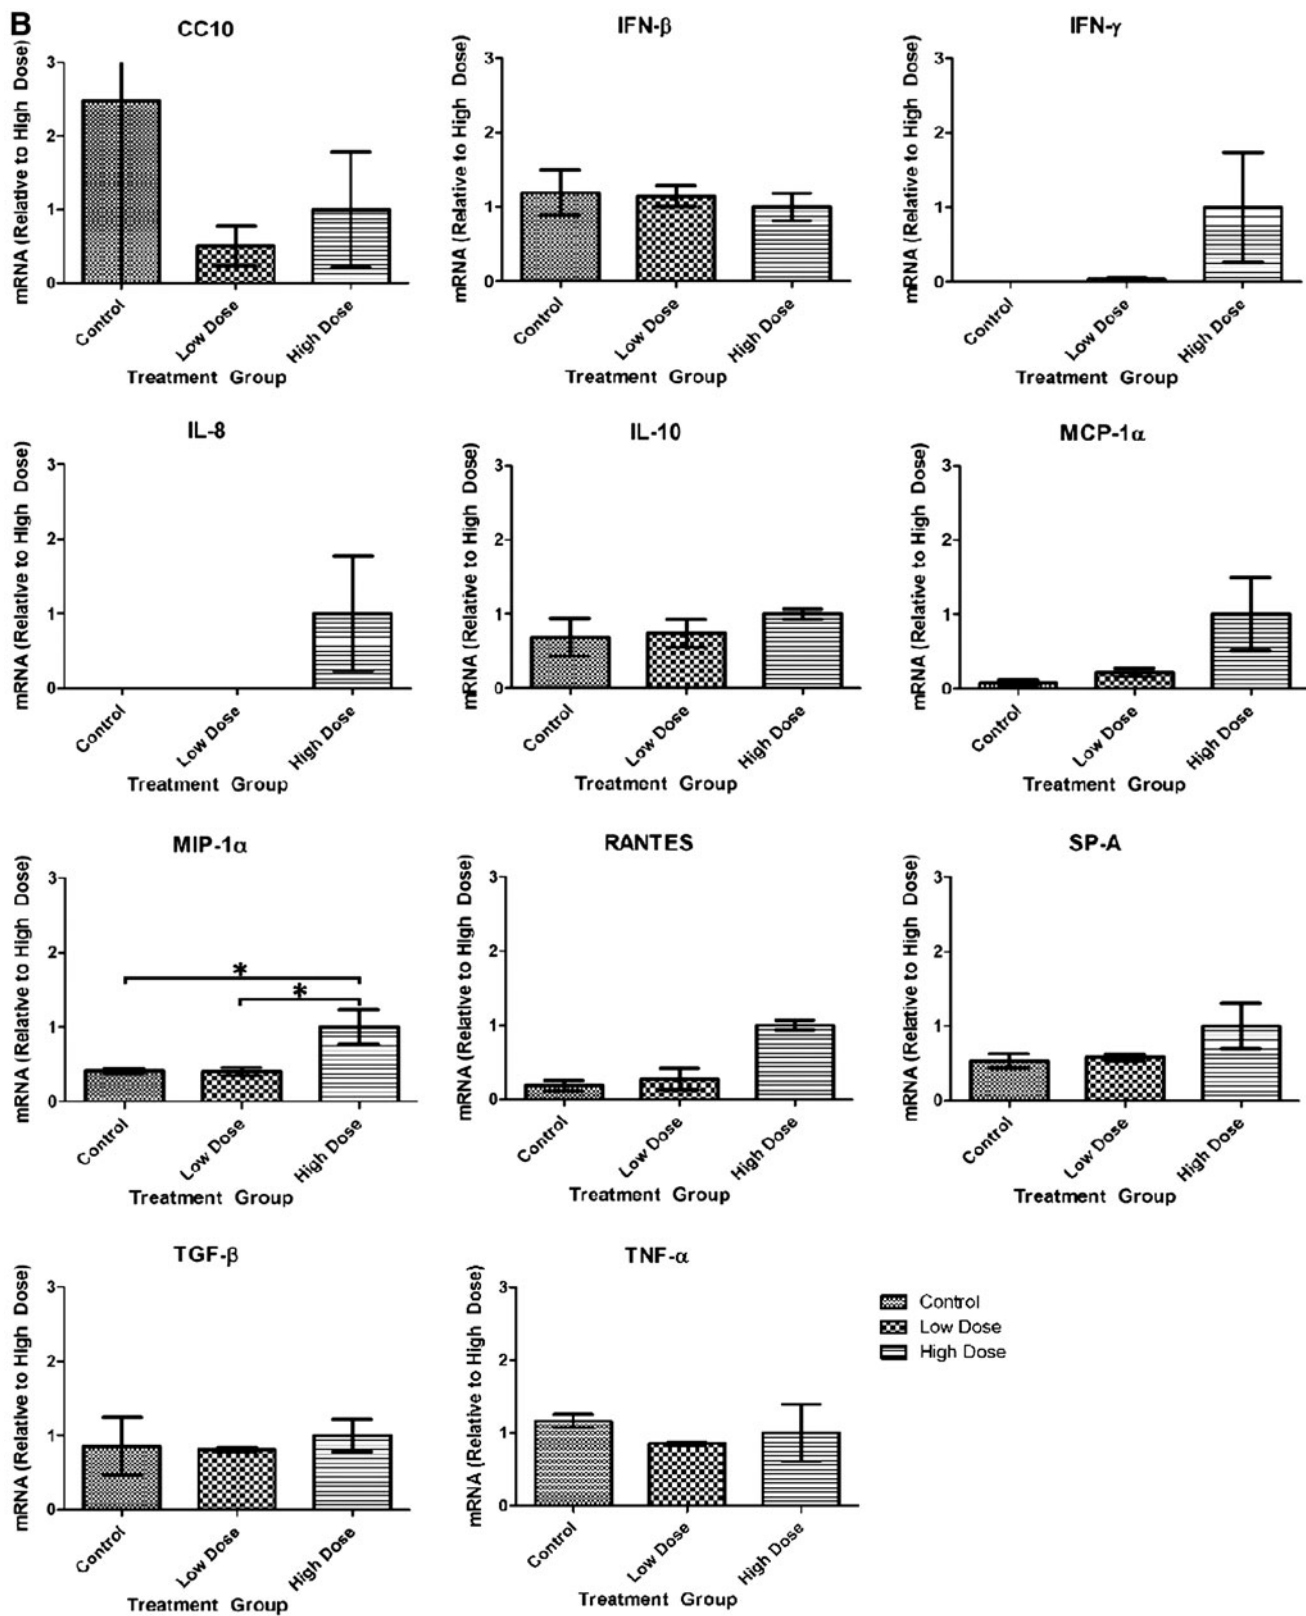 B
CC10
mRNA (Relative to High Dose)
3
2
1
0
Control
Low Dose
High Dose
Treatment Group
IFN-β
mRNA (Relative to High Dose)
3
2
1
0
Control
Low Dose
High Dose
Treatment Group
IFN-γ
mRNA (Relative to High Dose)
3
2
1
0
Control
Low Dose
High Dose
Treatment Group
IL-8
mRNA (Relative to High Dose)
3
2
1
0
Control
Low Dose
High Dose
Treatment Group
IL-10
mRNA (Relative to High Dose)
3
2
1
0
Control
Low Dose
High Dose
Treatment Group
MCP-1α
mRNA (Relative to High Dose)
3
2
1
0
Control
Low Dose
High Dose
Treatment Group
MIP-1α
mRNA (Relative to High Dose)
3
2
1
0
*
*
Control
Low Dose
High Dose
Treatment Group
RANTES
mRNA (Relative to High Dose)
3
2
1
0
Control
Low Dose
High Dose
Treatment Group
SP-A
mRNA (Relative to High Dose)
3
2
1
0
Control
Low Dose
High Dose
Treatment Group
TGF-β
mRNA (Relative to High Dose)
3
2
1
0
Control
Low Dose
High Dose
Treatment Group
TNF-α
mRNA (Relative to High Dose)
3
2
1
0
Control
Low Dose
High Dose
Treatment Group
Control
Low Dose
High Dose